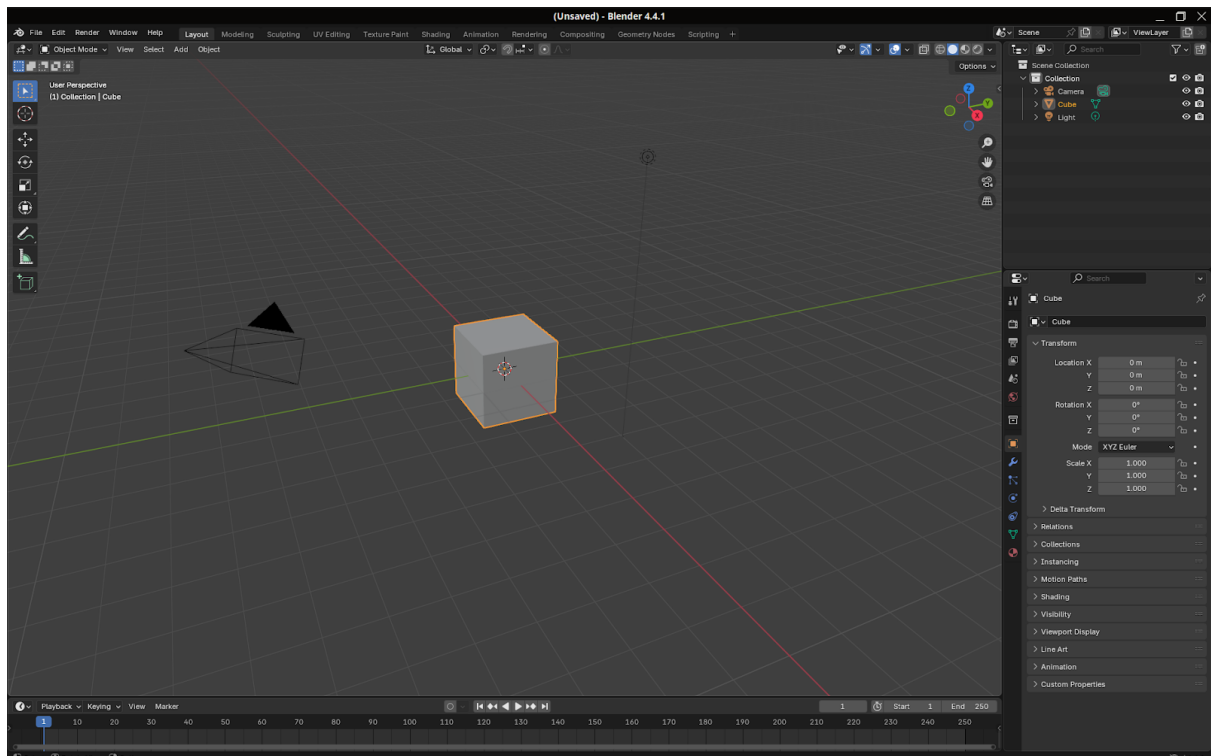 (Unsaved) - Blender 4.4.1
File Edit Render Window Help Layout Modeling Sculpting UV Editing Texture Paint Shading Animation Rendering Compositing Geometry Nodes Scripting + Scene ViewLayer
Object Mode View Select Add Object Global Search
Options
User Perspective
(1) Collection | Cube
Z
Y
X
Scene Collection
Collection
Camera
Cube
Light
Search
Cube
Cube
Transform
Location X 0 m
Y 0 m
Z 0 m
Rotation X 0°
Y 0°
Z 0°
Mode XYZ Euler
Scale X 1.000
Y 1.000
Z 1.000
Delta Transform
Relations
Collections
Instancing
Motion Paths
Shading
Visibility
Viewport Display
Line Art
Animation
Custom Properties
Playback Keying View Marker 1 Start 1 End 250
1 10 20 30 40 50 60 70 80 90 100 110 120 130 140 150 160 170 180 190 200 210 220 230 240 250